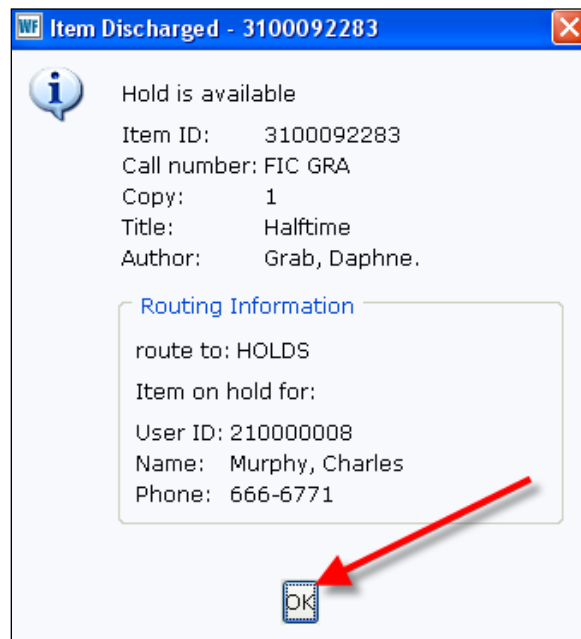 WF Item Discharged - 3100092283
Hold is available
Item ID: 3100092283
Call number: FIC GRA
Copy: 1
Title: Halftime
Author: Grab, Daphne.
Routing Information
route to: HOLDS
Item on hold for:
User ID: 210000008
Name: Murphy, Charles
Phone: 666-6771
OK